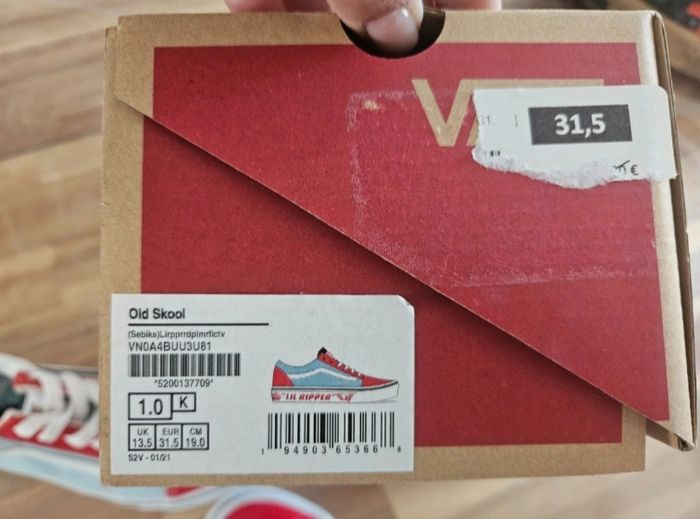 VA
31,5
€
Old Skool
(Sebiks)Lirpprrdplmrfictv
VN0A4BUU3U81
*5200137709*
"LIL RIPPER"
1.0 K
UK EUR CM
13.5 31.5 19.0
S2V - 01/21
1 94903 65366 8